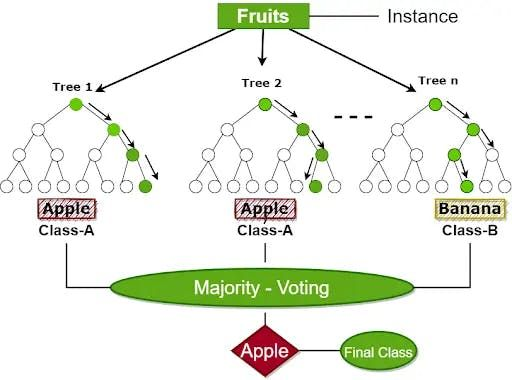 Fruits
Instance
Tree 1
Tree 2
Tree n
Apple
Apple
Banana
Class-A
Class-A
Class-B
Majority - Voting
Apple
Final Class